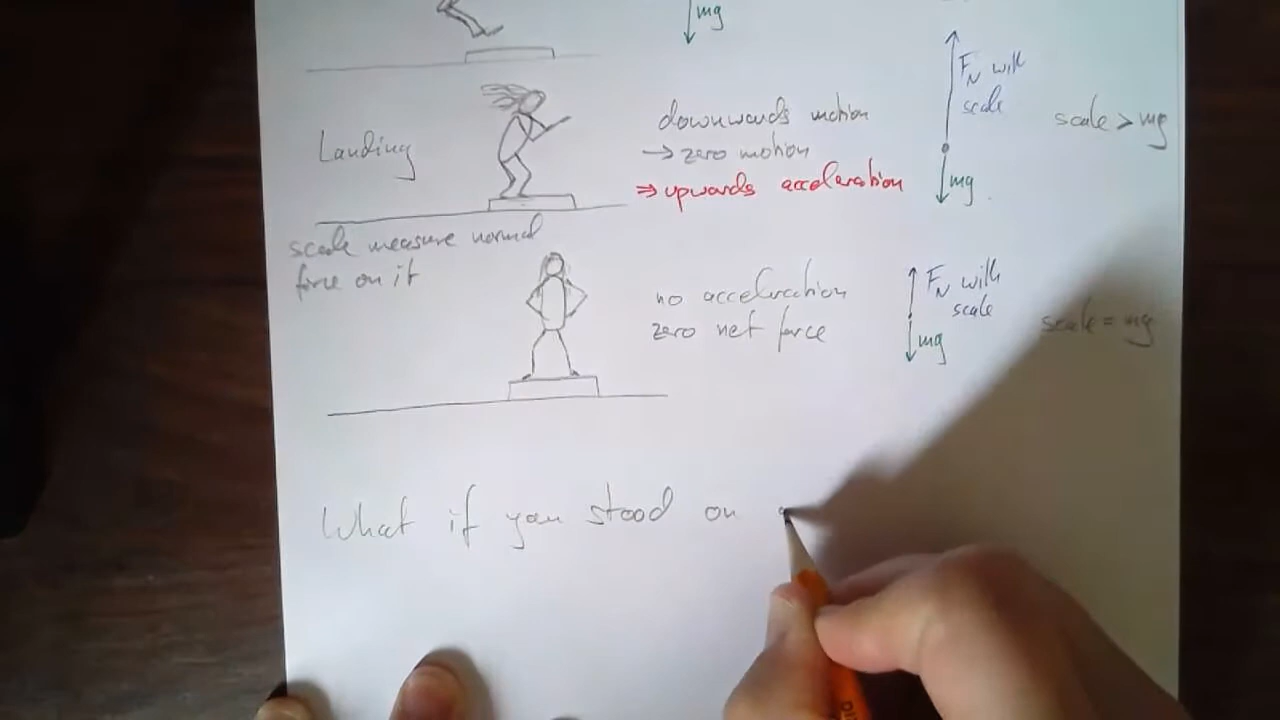 mg
F_N will
scale
scale > mg
Landing
downwards motion
→ zero motion
⇒ upwards acceleration
mg
scale measure normal
force on it
no acceleration
zero net force
F_N with
scale
scale = mg
mg
What if you stood on a